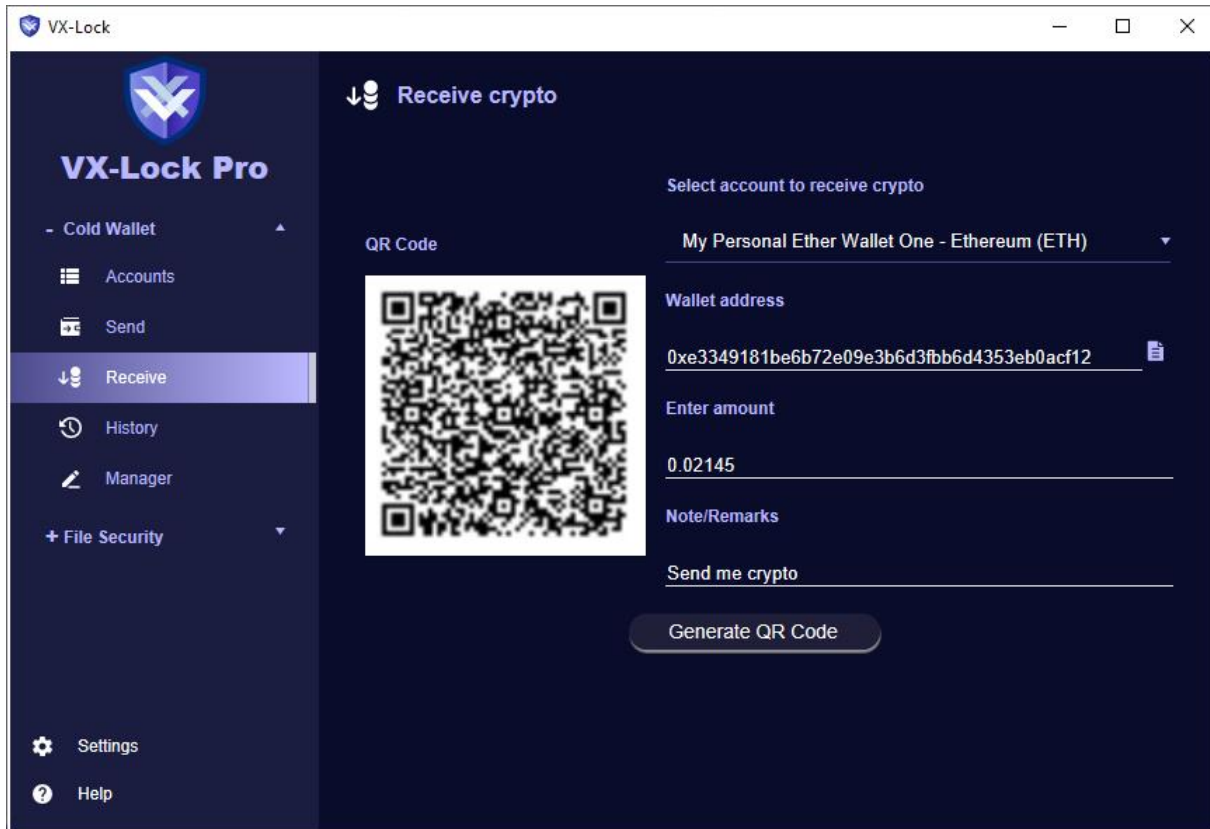 VX-Lock
VX-Lock Pro
- Cold Wallet
Accounts
Send
Receive
History
Manager
+ File Security
Settings
Help
Receive crypto
QR Code
Select account to receive crypto
My Personal Ether Wallet One - Ethereum (ETH)
Wallet address
0xe3349181be6b72e09e3b6d3fbb6d4353eb0acf12
Enter amount
0.02145
Note/Remarks
Send me crypto
Generate QR Code